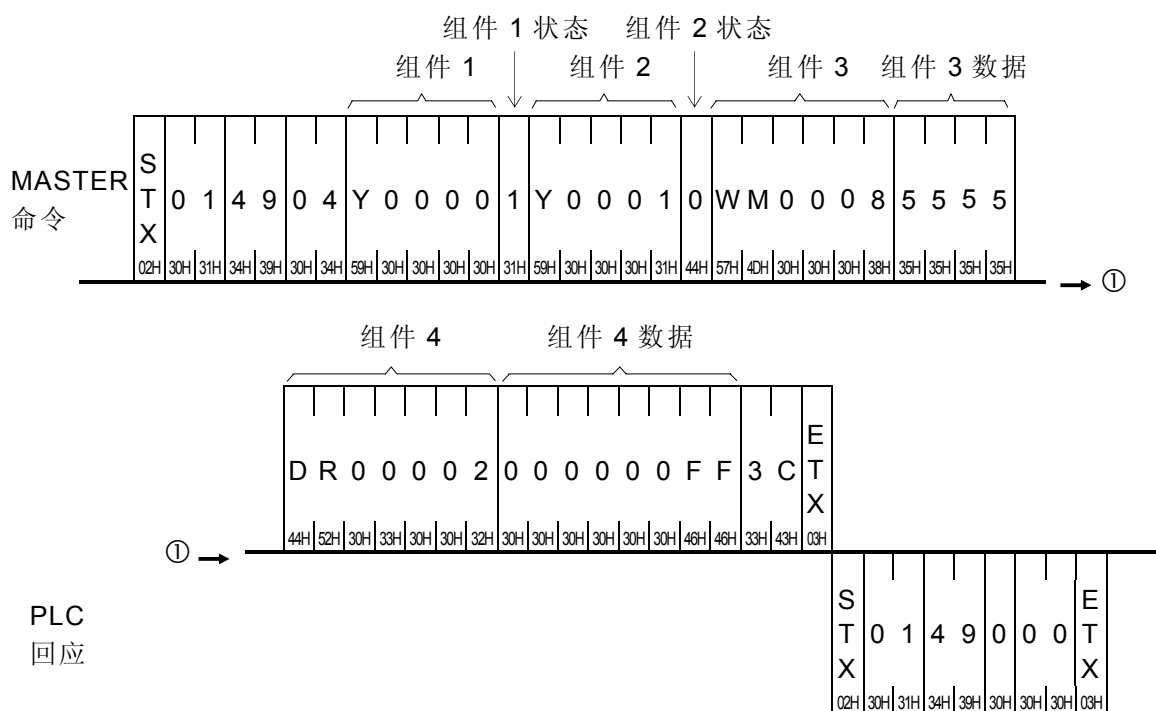 组件 1 状态 组件 2 状态
组件 1 组件 2 组件 3 组件 3 数据
MASTER
命令
STX 0 1 4 9 0 4 Y 0 0 0 0 1 Y 0 0 0 1 0 W M 0 0 0 8 5 5 5 5
02H 30H 31H 34H 39H 30H 34H 59H 30H 30H 30H 30H 31H 59H 30H 30H 30H 31H 44H 57H 4DH 30H 30H 30H 38H 35H 35H 35H 35H
①
组件 4 组件 4 数据
D R 0 0 0 0 2 0 0 0 0 0 0 F F 3 C ETX
44H 52H 30H 33H 30H 30H 32H 30H 30H 30H 30H 30H 30H 46H 46H 33H 43H 03H
①
PLC
回应
STX 0 1 4 9 0 0 0 ETX
02H 30H 31H 34H 39H 30H 30H 30H 03H